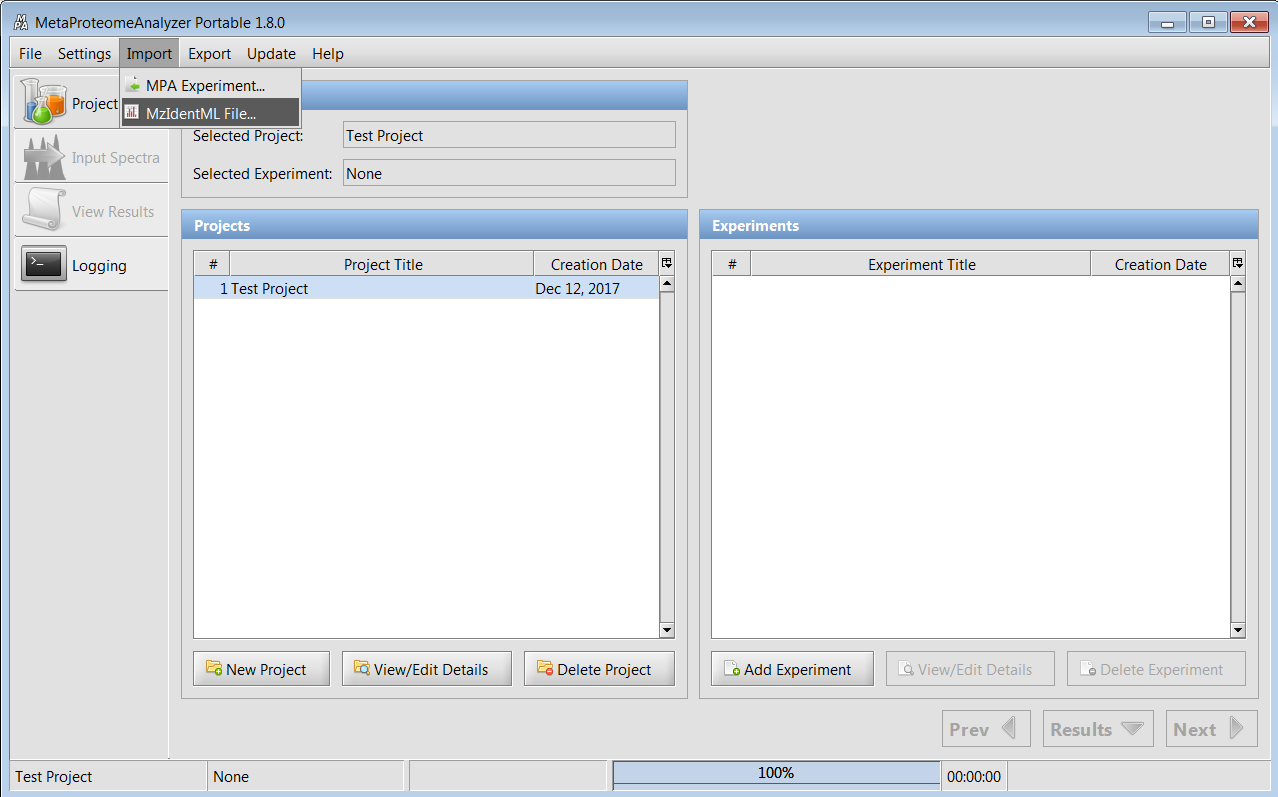 MPA MetaProteomeAnalyzer Portable 1.8.0
File Settings Import Export Update Help
MPA Experiment...
MzIdentML File...
Project
Input Spectra
View Results
Logging
Selected Project: Test Project
Selected Experiment: None
Projects
# Project Title Creation Date
1 Test Project Dec 12, 2017
New Project View/Edit Details Delete Project
Experiments
# Experiment Title Creation Date
Add Experiment View/Edit Details Delete Experiment
Prev Results Next
Test Project None 100% 00:00:00